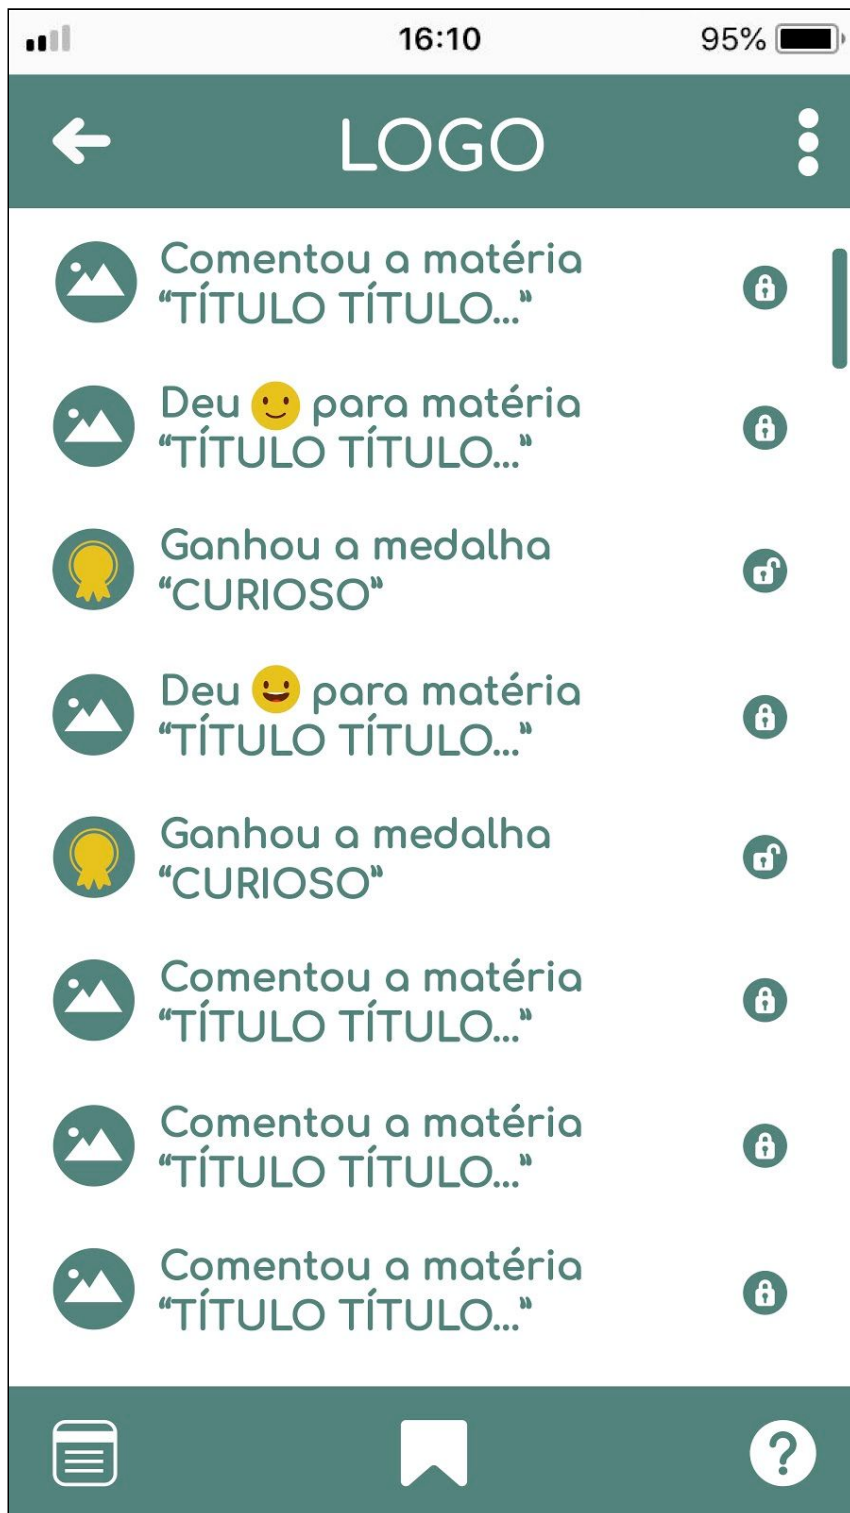 16:10
95%
LOGO
Comentou a matéria
“TÍTULO TÍTULO...”
Deu 🙂 para matéria
“TÍTULO TÍTULO...”
Ganhou a medalha
“CURIOSO”
Deu 😀 para matéria
“TÍTULO TÍTULO...”
Ganhou a medalha
“CURIOSO”
Comentou a matéria
“TÍTULO TÍTULO...”
Comentou a matéria
“TÍTULO TÍTULO...”
Comentou a matéria
“TÍTULO TÍTULO...”
?